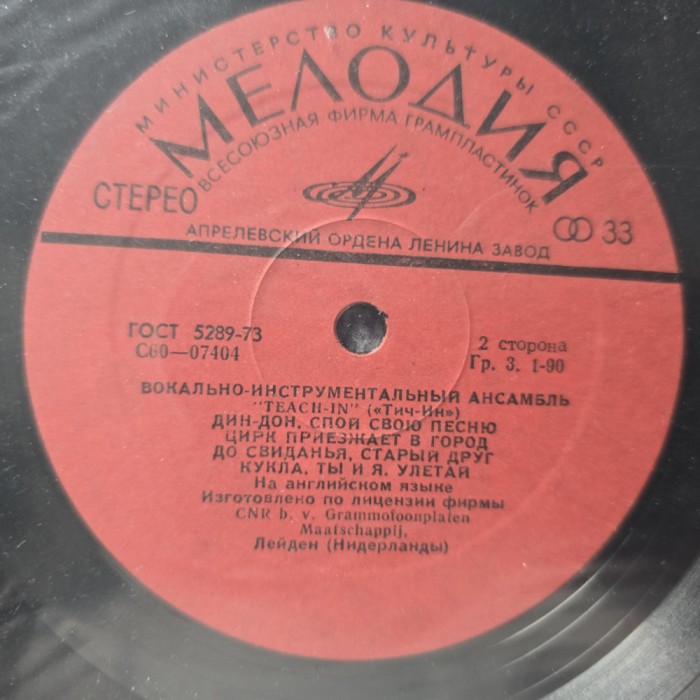 МИНИСТЕРСТВО КУЛЬТУРЫ СССР
МЕЛОДИЯ
ВСЕСОЮЗНАЯ ФИРМА ГРАМПЛАСТИНОК
СТЕРЕО
33
АПРЕЛЕВСКИЙ ОРДЕНА ЛЕНИНА ЗАВОД
ГОСТ 5289-73
2 сторона
С60—07404
Гр. 3. 1-90
ВОКАЛЬНО-ИНСТРУМЕНТАЛЬНЫЙ АНСАМБЛЬ
"TEACH-IN" («Тич-Ин»)
ДИН-ДОН, СПОЙ СВОЮ ПЕСНЮ
ЦИРК ПРИЕЗЖАЕТ В ГОРОД
ДО СВИДАНЬЯ, СТАРЫЙ ДРУГ
КУКЛА, ТЫ И Я. УЛЕТАЙ
На английском языке
Изготовлено по лицензии фирмы
CNR b. v. Grammofoonplaten
Maatschappij,
Лейден (Нидерланды)